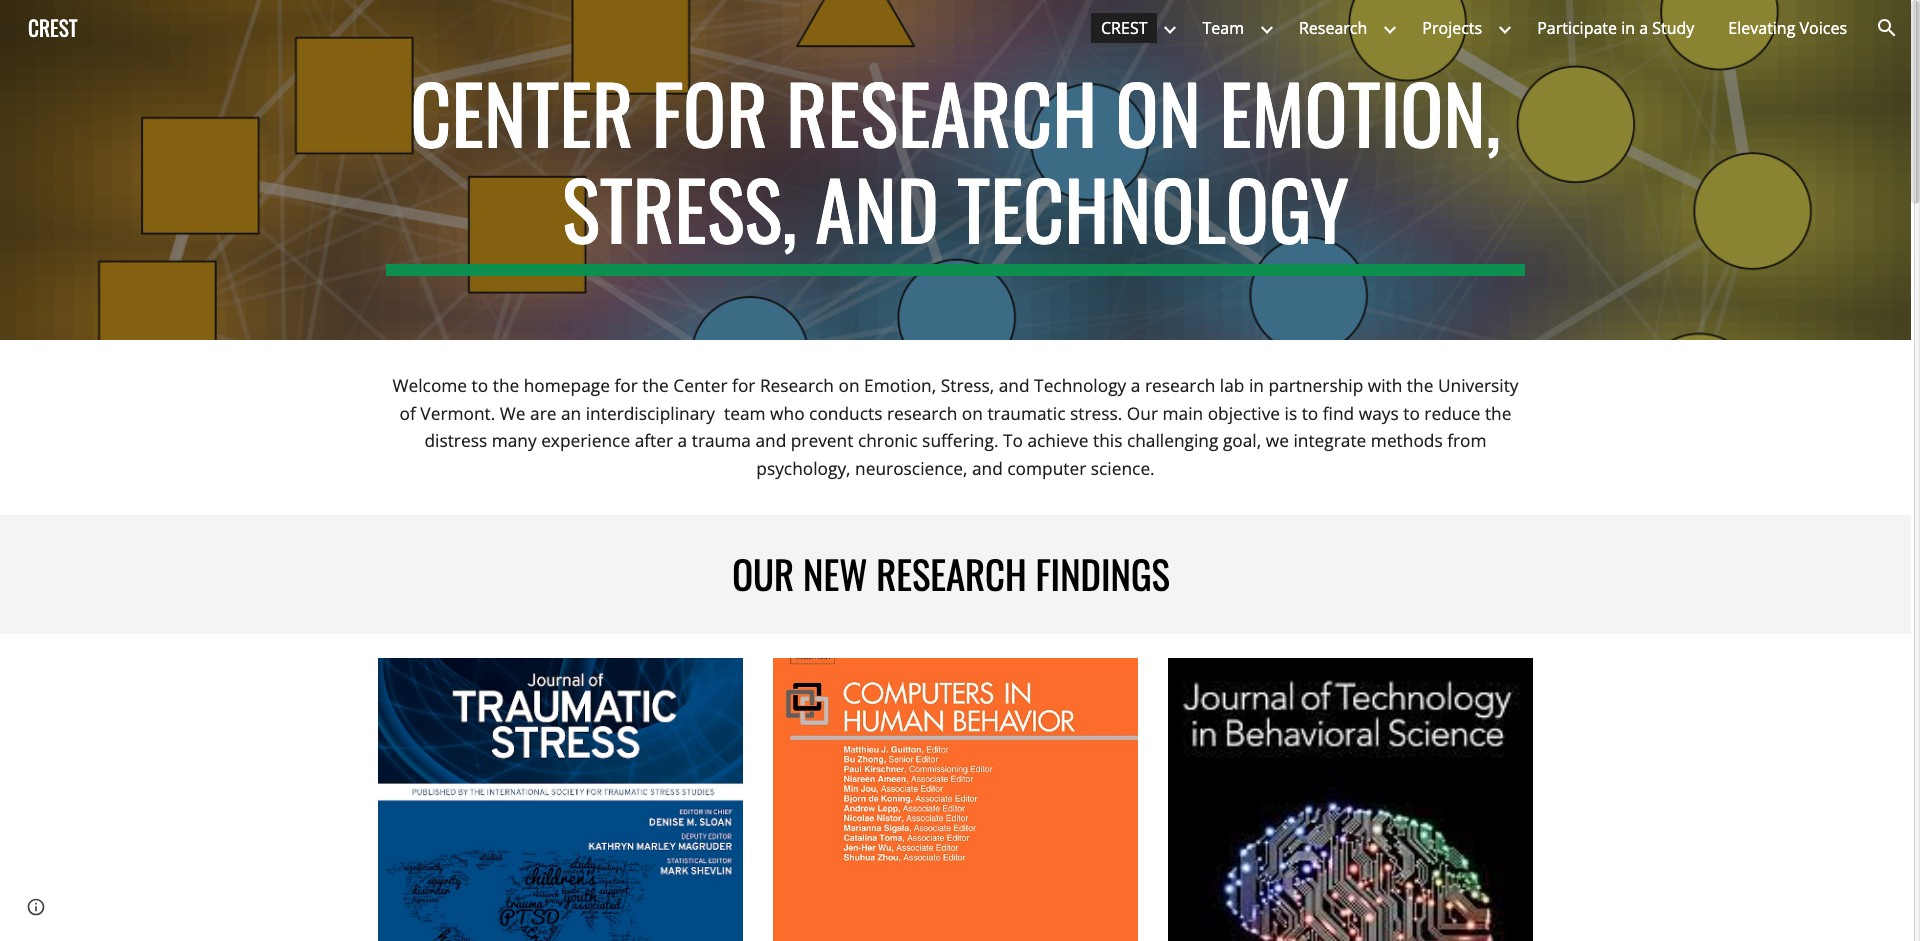 CREST
CREST Team Research Projects Participate in a Study Elevating Voices
CENTER FOR RESEARCH ON EMOTION,
STRESS, AND TECHNOLOGY
Welcome to the homepage for the Center for Research on Emotion, Stress, and Technology a research lab in partnership with the University
of Vermont. We are an interdisciplinary  team who conducts research on traumatic stress. Our main objective is to find ways to reduce the
distress many experience after a trauma and prevent chronic suffering. To achieve this challenging goal, we integrate methods from
psychology, neuroscience, and computer science.
OUR NEW RESEARCH FINDINGS
Journal of
TRAUMATIC
STRESS
PUBLISHED BY THE INTERNATIONAL SOCIETY FOR TRAUMATIC STRESS STUDIES
EDITOR IN CHIEF
DENISE M. SLOAN
DEPUTY EDITOR
KATHRYN MARLEY MAGRUDER
STATISTICAL EDITOR
MARK SHEVLIN
studies
severity
disorder
study
children's
support
youth
trauma
associated
PTSD
COMPUTERS IN
HUMAN BEHAVIOR
Matthieu J. Guitton, Editor
Bu Zhong, Senior Editor
Paul Kirschner, Commissioning Editor
Nisreen Ameen, Associate Editor
Min Jou, Associate Editor
Bjorn de Koning, Associate Editor
Andrew Lepp, Associate Editor
Nicolae Nistor, Associate Editor
Marianna Sigala, Associate Editor
Catalina Toma, Associate Editor
Jen-Her Wu, Associate Editor
Shuhua Zhou, Associate Editor
Journal of Technology
in Behavioral Science